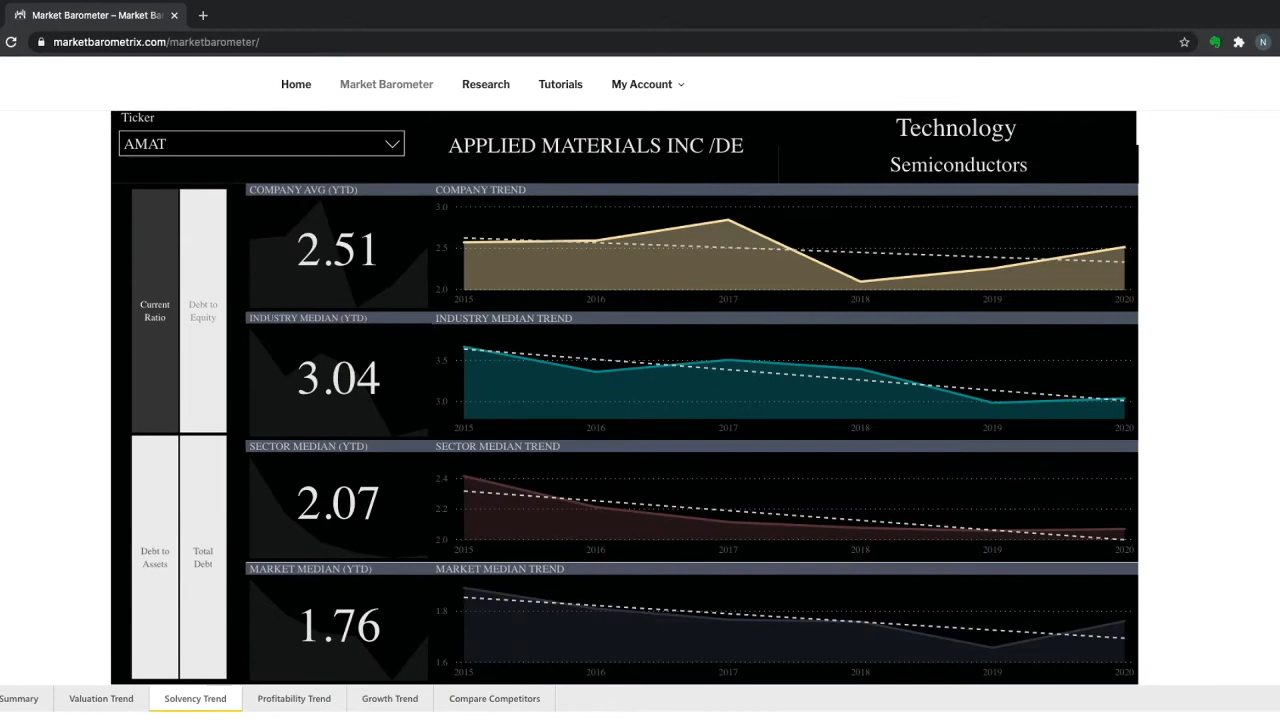 Market Barometer – Market Ba
marketbarometrix.com/marketbarometer/
N
Home Market Barometer Research Tutorials My Account
Ticker
AMAT
APPLIED MATERIALS INC /DE
Technology
Semiconductors
Current
Ratio
Debt to
Equity
Debt to
Assets
Total
Debt
COMPANY AVG (YTD)
2.51
COMPANY TREND
3.0
2.5
2.0
2015 2016 2017 2018 2019 2020
INDUSTRY MEDIAN (YTD)
3.04
INDUSTRY MEDIAN TREND
3.5
3.0
2015 2016 2017 2018 2019 2020
SECTOR MEDIAN (YTD)
2.07
SECTOR MEDIAN TREND
2.4
2.2
2.0
2015 2016 2017 2018 2019 2020
MARKET MEDIAN (YTD)
1.76
MARKET MEDIAN TREND
1.8
1.6
2015 2016 2017 2018 2019 2020
Summary Valuation Trend Solvency Trend Profitability Trend Growth Trend Compare Competitors